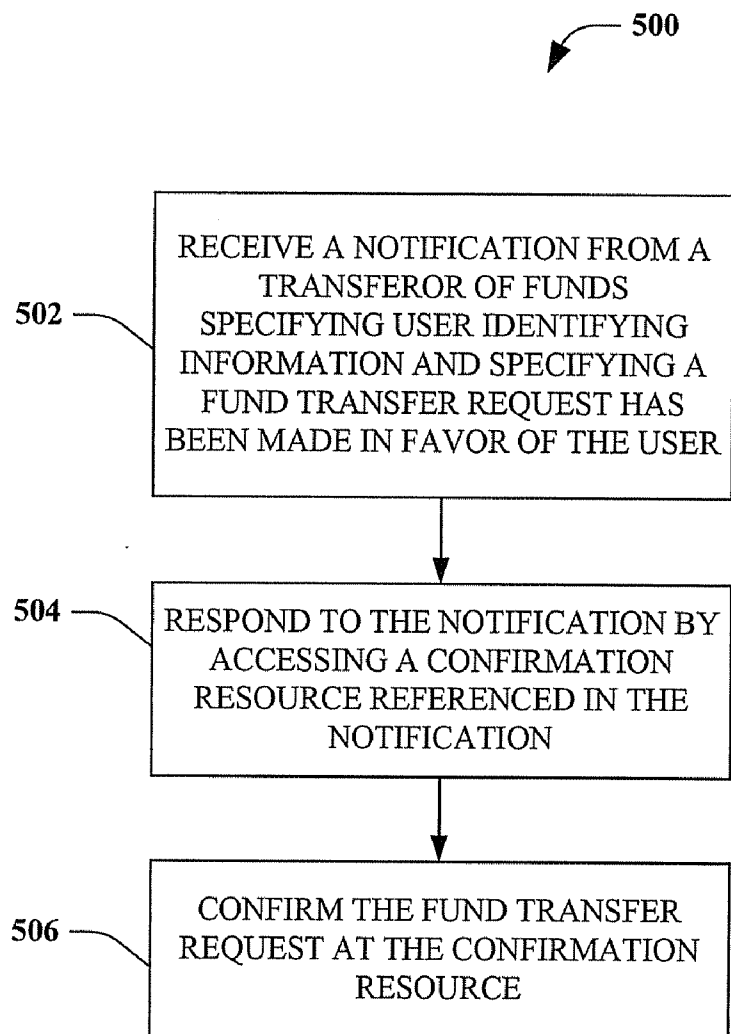 500
502
RECEIVE A NOTIFICATION FROM A
TRANSFEROR OF FUNDS
SPECIFYING USER IDENTIFYING
INFORMATION AND SPECIFYING A
FUND TRANSFER REQUEST HAS
BEEN MADE IN FAVOR OF THE USER
504
RESPOND TO THE NOTIFICATION BY
ACCESSING A CONFIRMATION
RESOURCE REFERENCED IN THE
NOTIFICATION
506
CONFIRM THE FUND TRANSFER
REQUEST AT THE CONFIRMATION
RESOURCE